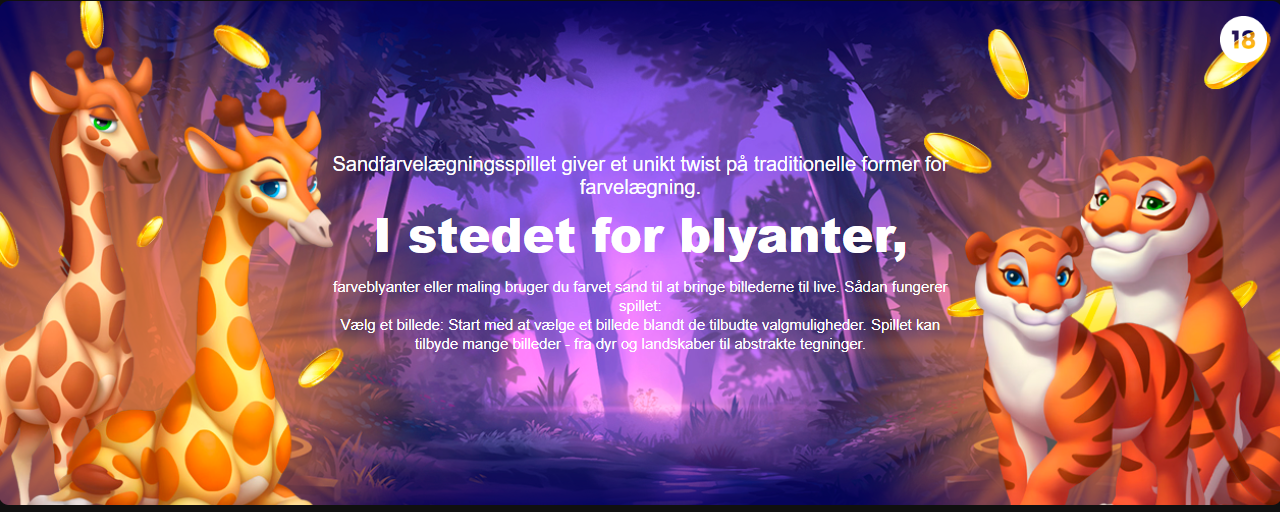 18
Sandfarvelægningsspillet giver et unikt twist på traditionelle former for
farvelægning.
I stedet for blyanter,
farveblyanter eller maling bruger du farvet sand til at bringe billederne til live. Sådan fungerer
spillet:
Vælg et billede: Start med at vælge et billede blandt de tilbudte valgmuligheder. Spillet kan
tilbyde mange billeder - fra dyr og landskaber til abstrakte tegninger.